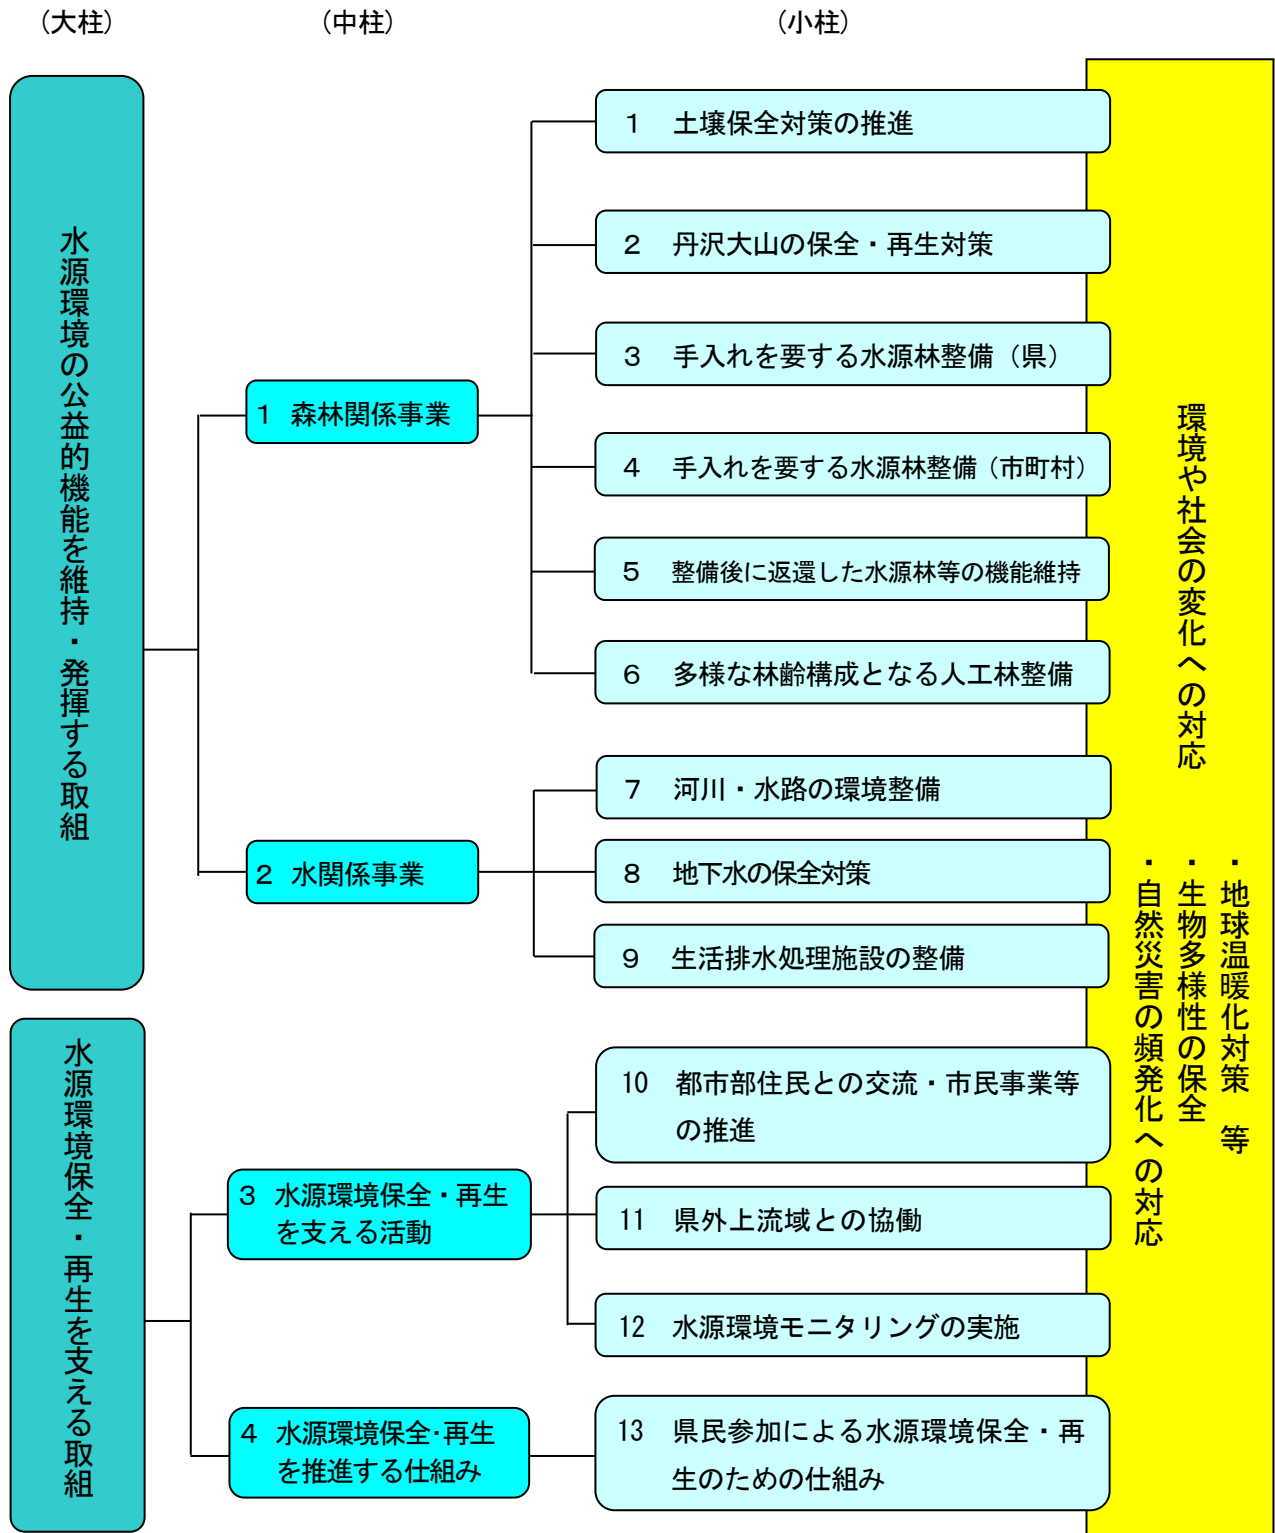 （大柱）
（中柱）
（小柱）
水源環境の公益的機能を維持・発揮する取組
1 森林関係事業
1 土壌保全対策の推進
2 丹沢大山の保全・再生対策
3 手入れを要する水源林整備（県）
4 手入れを要する水源林整備（市町村）
5 整備後に返還した水源林等の機能維持
6 多様な林齢構成となる人工林整備
2 水関係事業
7 河川・水路の環境整備
8 地下水の保全対策
9 生活排水処理施設の整備
水源環境保全・再生を支える取組
3 水源環境保全・再生
を支える活動
10 都市部住民との交流・市民事業等
の推進
11 県外上流域との協働
12 水源環境モニタリングの実施
4 水源環境保全・再生
を推進する仕組み
13 県民参加による水源環境保全・再
生のための仕組み
環境や社会の変化への対応
・地球温暖化対策 等
・生物多様性の保全
・自然災害の頻発化への対応